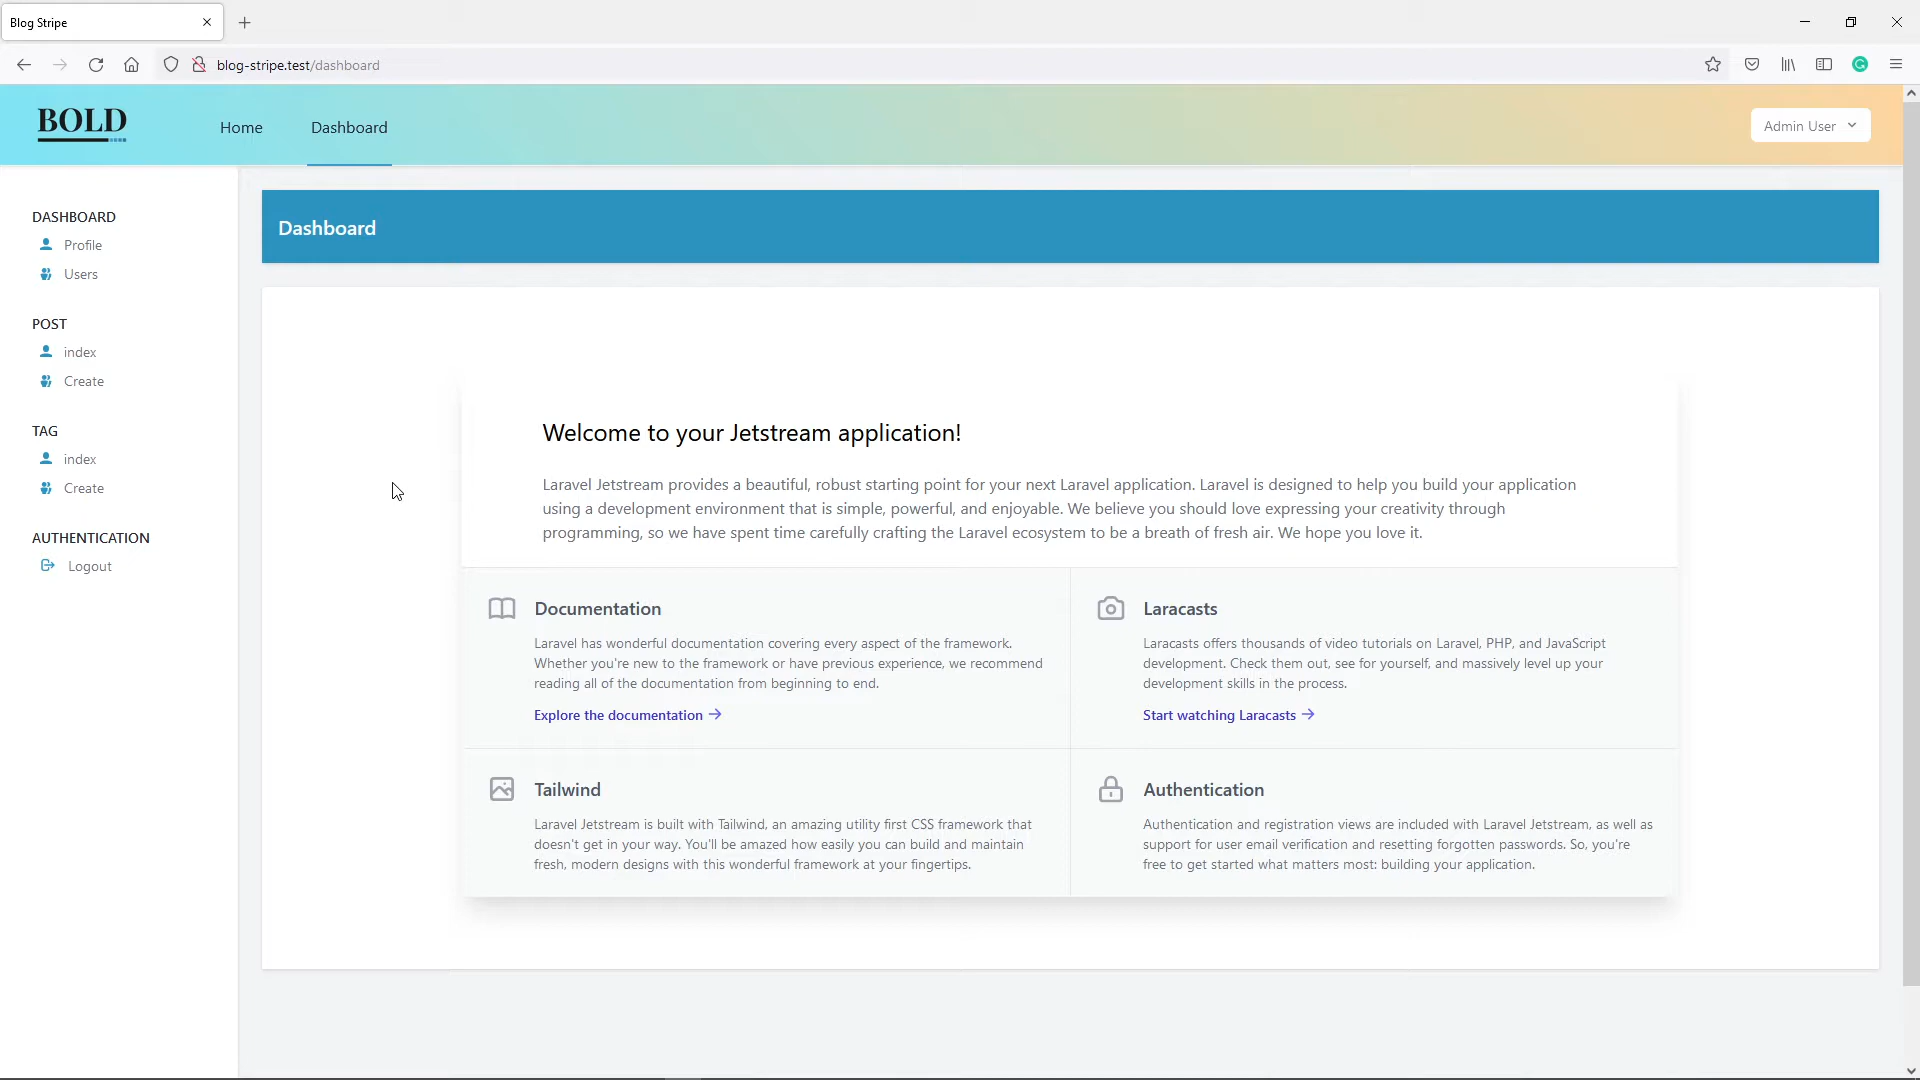 Blog Stripe
blog-stripe.test/dashboard
BOLD
Home
Dashboard
Admin User
DASHBOARD
Profile
Users
POST
index
Create
TAG
index
Create
AUTHENTICATION
Logout
Dashboard
Welcome to your Jetstream application!
Laravel Jetstream provides a beautiful, robust starting point for your next Laravel application. Laravel is designed to help you build your application
using a development environment that is simple, powerful, and enjoyable. We believe you should love expressing your creativity through
programming, so we have spent time carefully crafting the Laravel ecosystem to be a breath of fresh air. We hope you love it.
Documentation
Laravel has wonderful documentation covering every aspect of the framework.
Whether you're new to the framework or have previous experience, we recommend
reading all of the documentation from beginning to end.
Explore the documentation
Laracasts
Laracasts offers thousands of video tutorials on Laravel, PHP, and JavaScript
development. Check them out, see for yourself, and massively level up your
development skills in the process.
Start watching Laracasts
Tailwind
Laravel Jetstream is built with Tailwind, an amazing utility first CSS framework that
doesn't get in your way. You'll be amazed how easily you can build and maintain
fresh, modern designs with this wonderful framework at your fingertips.
Authentication
Authentication and registration views are included with Laravel Jetstream, as well as
support for user email verification and resetting forgotten passwords. So, you're
free to get started what matters most: building your application.